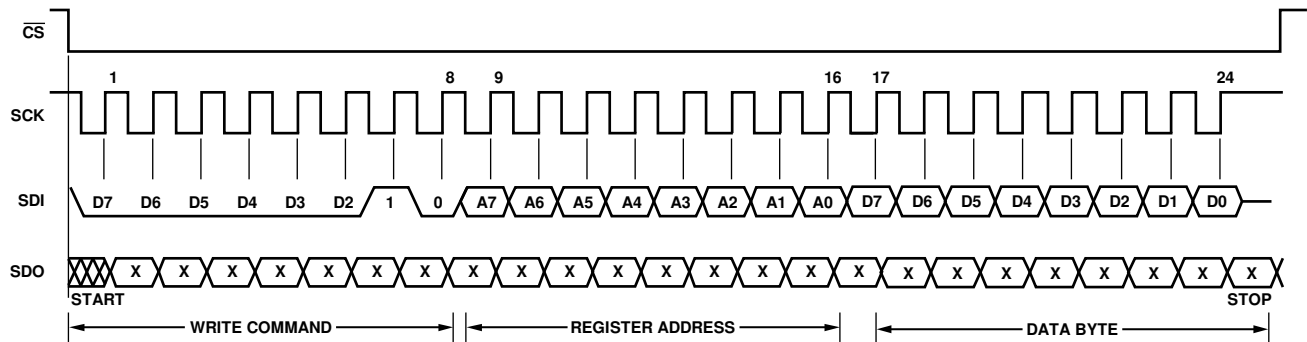 CS
1 8 9 16 17 24
SCK
SDI D7 D6 D5 D4 D3 D2 1 0 A7 A6 A5 A4 A3 A2 A1 A0 D7 D6 D5 D4 D3 D2 D1 D0
SDO X X X X X X X X X X X X X X X X X X X X X X X X
START STOP
WRITE COMMAND REGISTER ADDRESS DATA BYTE